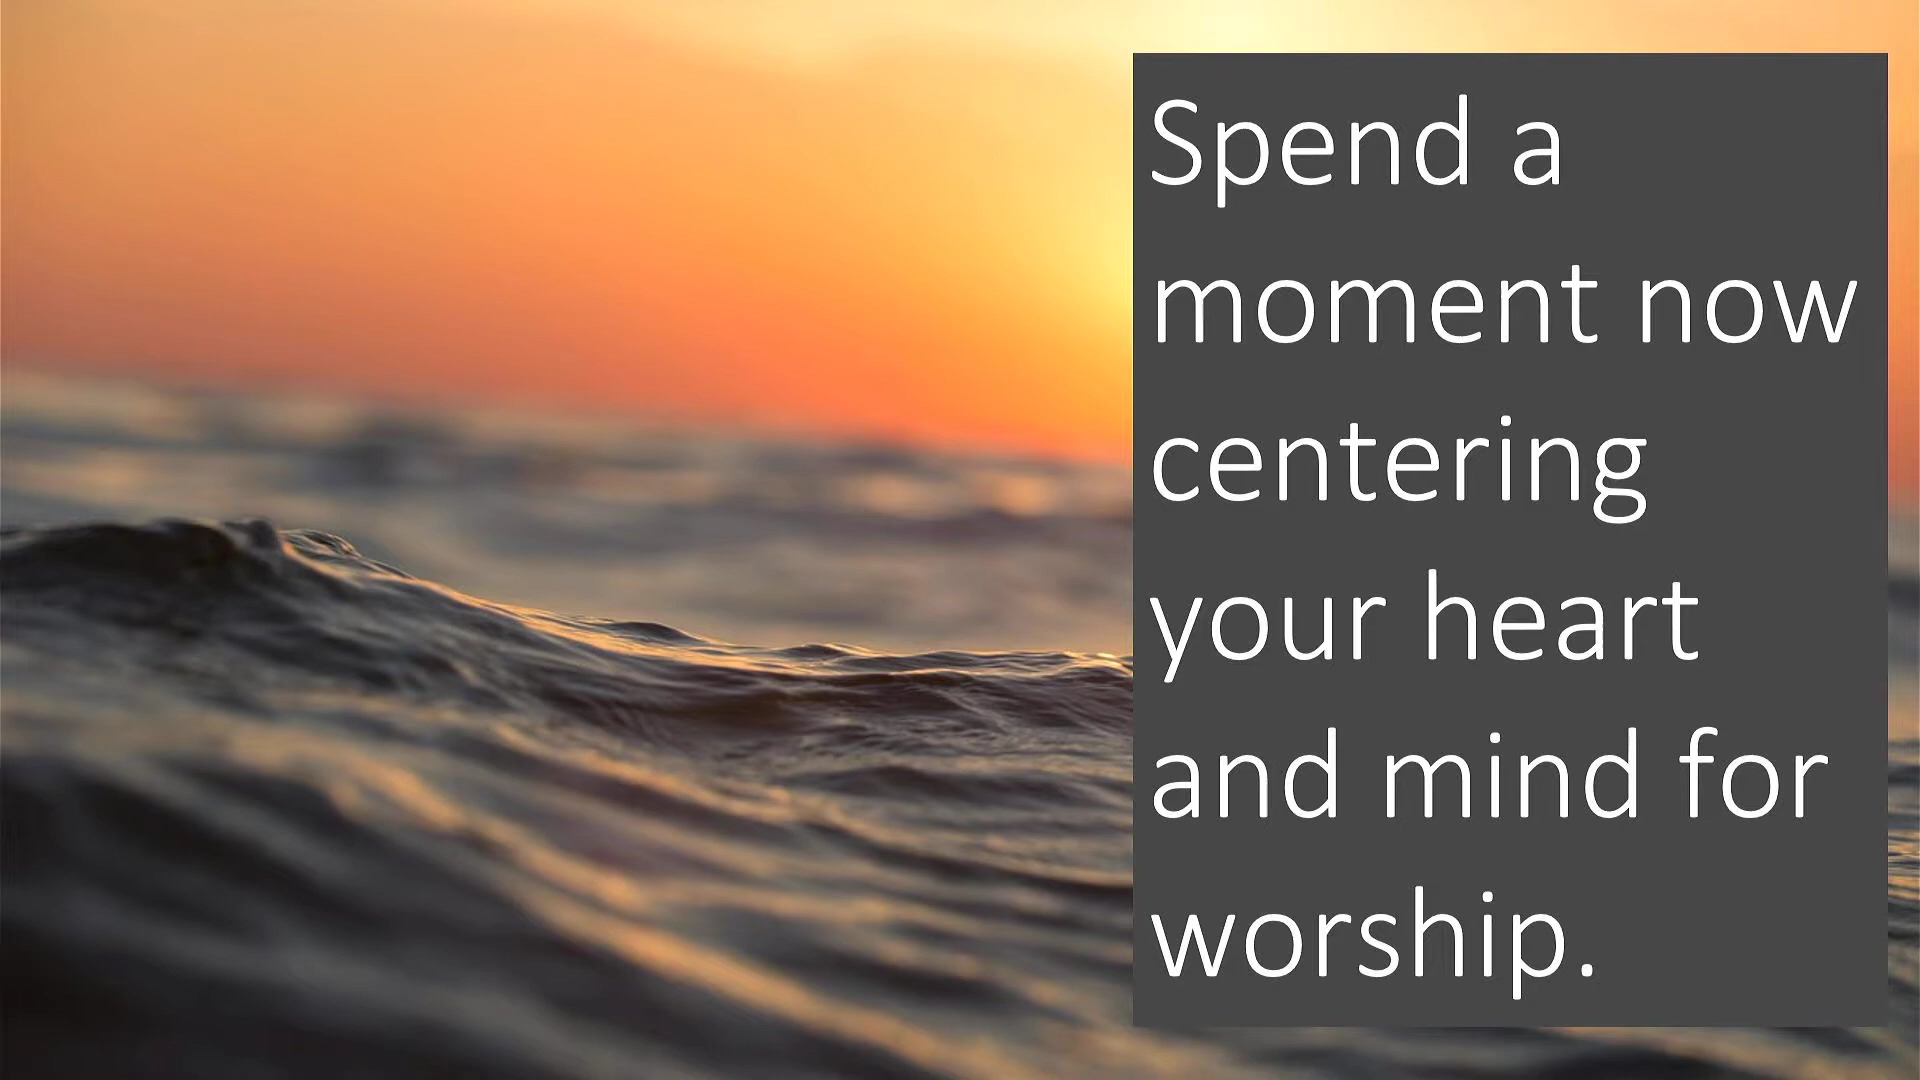 Spend a
moment now
centering
your heart
and mind for
worship.